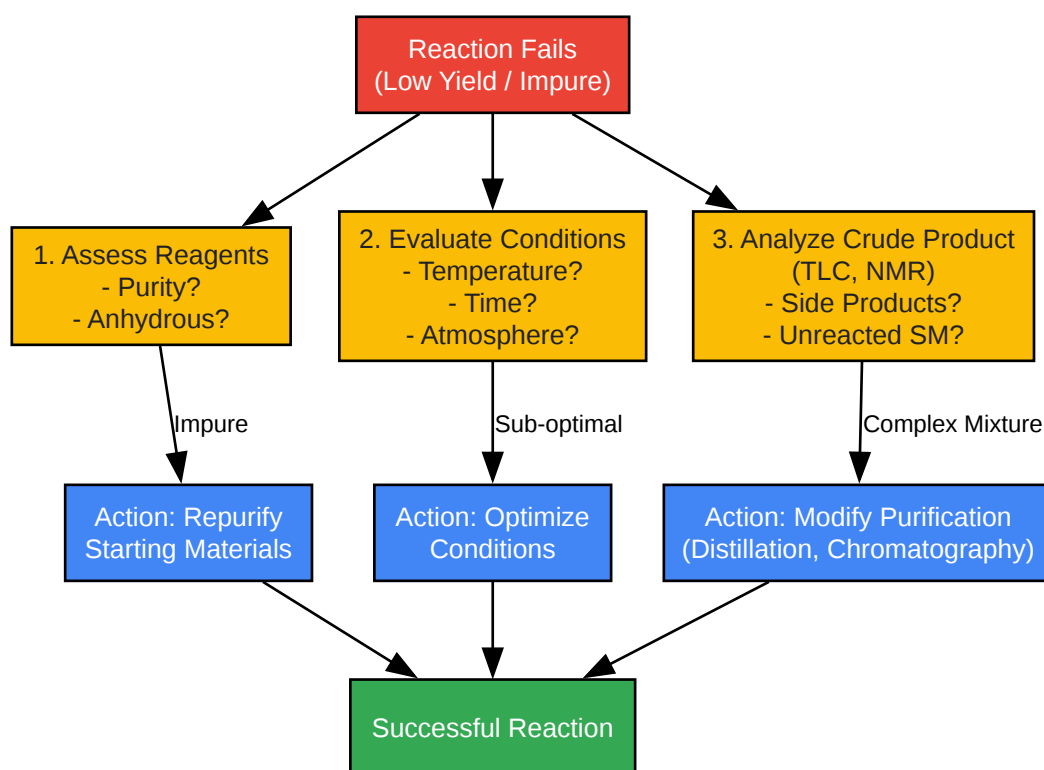 Reaction Fails
(Low Yield / Impure)
1. Assess Reagents
- Purity?
- Anhydrous?
2. Evaluate Conditions
- Temperature?
- Time?
- Atmosphere?
3. Analyze Crude Product
(TLC, NMR)
- Side Products?
- Unreacted SM?
Impure
Sub-optimal
Complex Mixture
Action: Repurify
Starting Materials
Action: Optimize
Conditions
Action: Modify Purification
(Distillation, Chromatography)
Successful Reaction